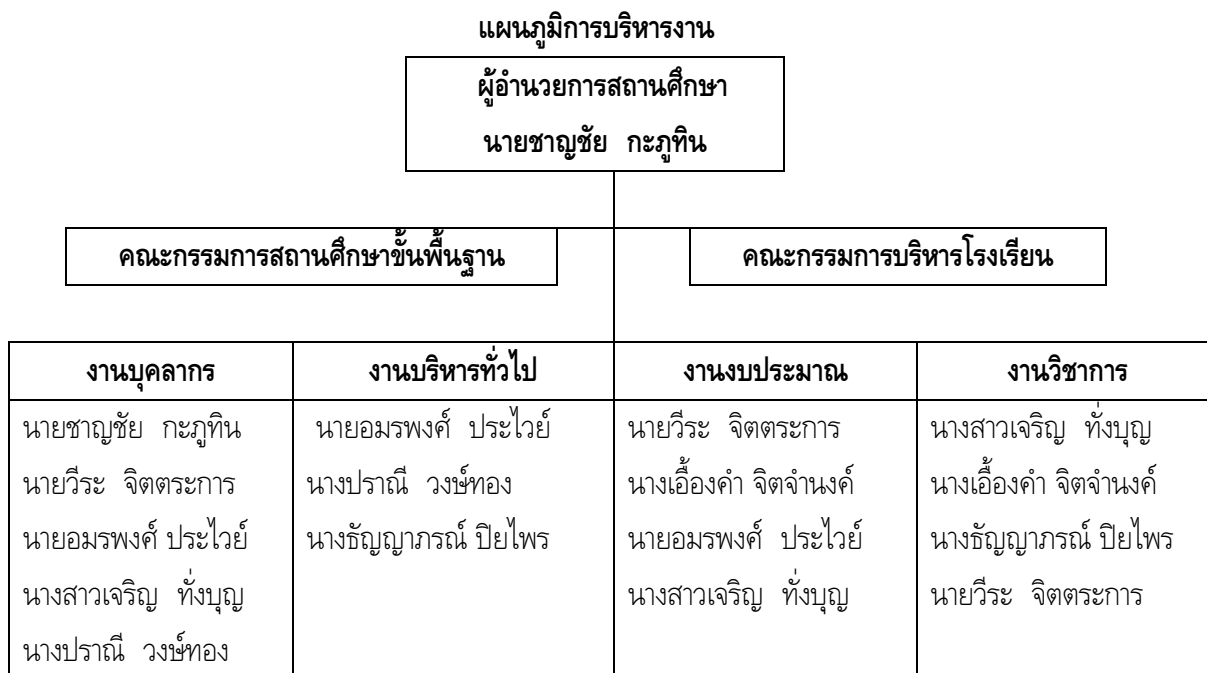 แผนภูมิการบริหารงาน
ผู้อำนวยการสถานศึกษา
นายชาญชัย กะภูทิน
คณะกรรมการสถานศึกษาขั้นพื้นฐาน
คณะกรรมการบริหารโรงเรียน
งานบุคลากร
นายชาญชัย กะภูทิน
นายวีระ จิตตระการ
นายอมรพงศ์ ประไวย์
นางสาวเจริญ ทั่งบุญ
นางปราณี วงษ์ทอง
งานบริหารทั่วไป
นายอมรพงศ์ ประไวย์
นางปราณี วงษ์ทอง
นางธัญญาภรณ์ ปิยไพร
งานงบประมาณ
นายวีระ จิตตระการ
นางเอื้องคำ จิตจำนงค์
นายอมรพงศ์ ประไวย์
นางสาวเจริญ ทั่งบุญ
งานวิชาการ
นางสาวเจริญ ทั่งบุญ
นางเอื้องคำ จิตจำนงค์
นางธัญญาภรณ์ ปิยไพร
นายวีระ จิตตระการ